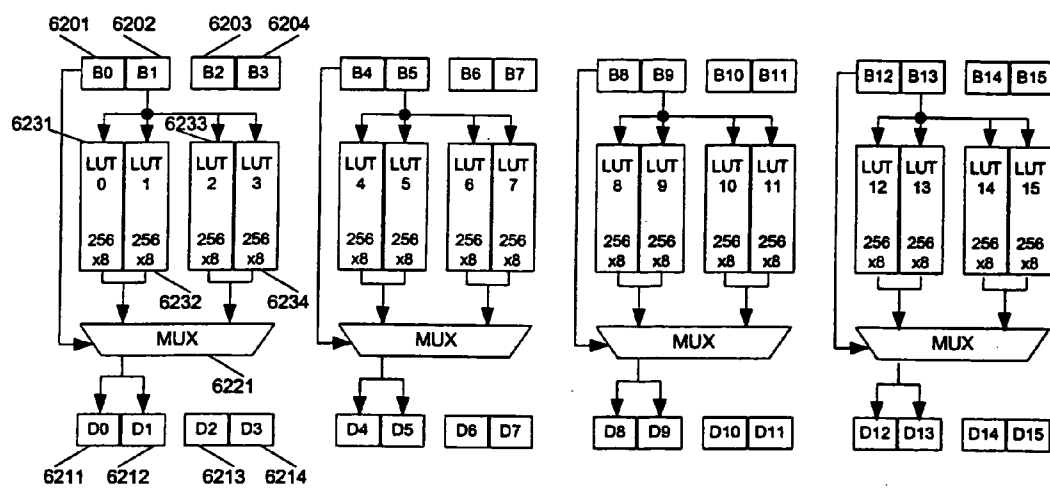 6201 6202 6203 6204
B0 B1 B2 B3 B4 B5 B6 B7 B8 B9 B10 B11 B12 B13 B14 B15
6231 6233
LUT LUT LUT LUT LUT LUT LUT LUT LUT LUT LUT LUT LUT LUT LUT LUT
0 1 2 3 4 5 6 7 8 9 10 11 12 13 14 15
256 256 256 256 256 256 256 256 256 256 256 256 256 256 256 256
x8 x8 x8 x8 x8 x8 x8 x8 x8 x8 x8 x8 x8 x8 x8 x8
6232 6234
MUX MUX MUX MUX
6221
D0 D1 D2 D3 D4 D5 D6 D7 D8 D9 D10 D11 D12 D13 D14 D15
6211 6212 6213 6214